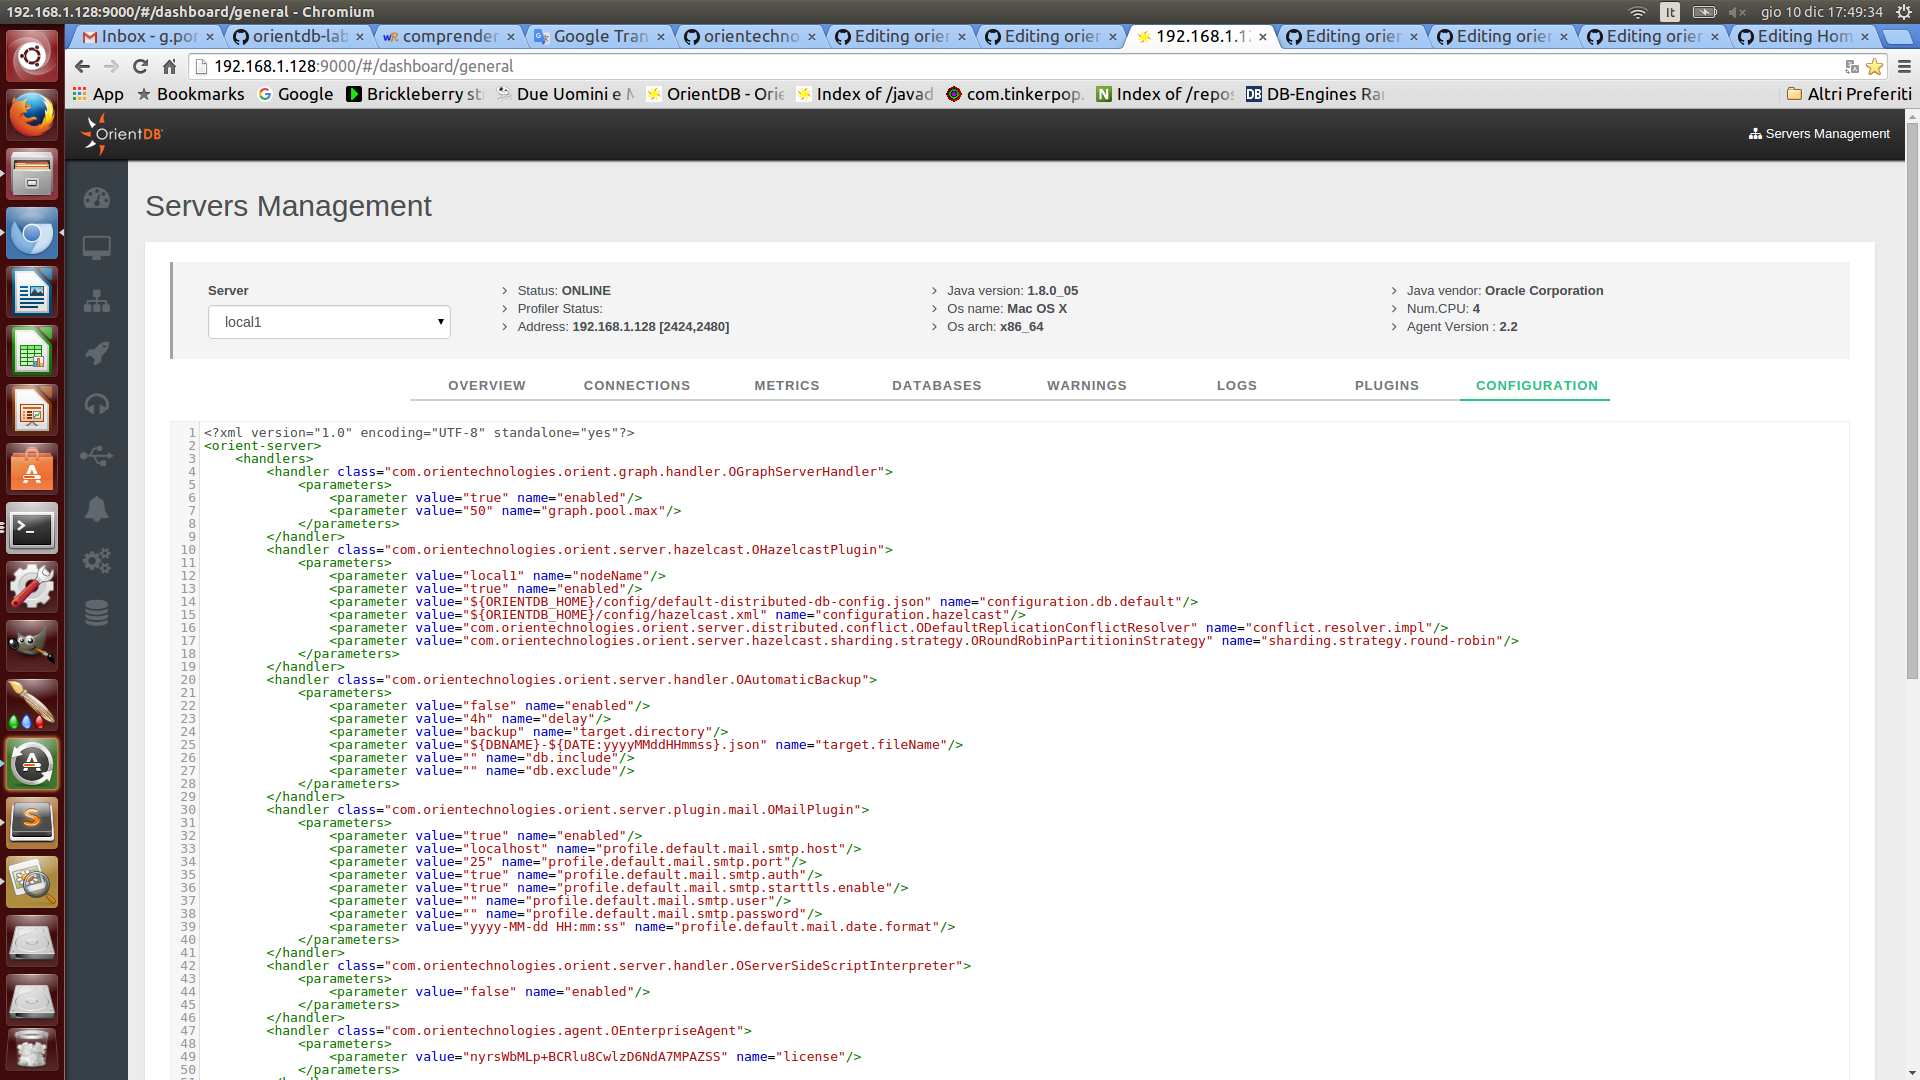 192.168.1.128:9000/#/dashboard/general - Chromium
It
gio 10 dic 17:49:34
Inbox - g.por
orientdb-lab
comprender
Google Tran
orientechno
Editing orier
Editing orier
192.168.1.12
Editing orier
Editing orier
Editing orier
Editing Hom
192.168.1.128:9000/#/dashboard/general
App
Bookmarks
Google
Brickleberry st
Due Uomini e M
OrientDB - Orie
Index of /javad
com.tinkerpop.
Index of /repos
DB-Engines Ran
Altri Preferiti
OrientDB
Servers Management
Servers Management
Server
local1
Status: ONLINE
Profiler Status:
Address: 192.168.1.128 [2424,2480]
Java version: 1.8.0_05
Os name: Mac OS X
Os arch: x86_64
Java vendor: Oracle Corporation
Num.CPU: 4
Agent Version : 2.2
OVERVIEW CONNECTIONS METRICS DATABASES WARNINGS LOGS PLUGINS CONFIGURATION
1 <?xml version="1.0" encoding="UTF-8" standalone="yes"?>
2 <orient-server>
3 <handlers>
4 <handler class="com.orientechnologies.orient.graph.handler.OGraphServerHandler">
5 <parameters>
6 <parameter value="true" name="enabled"/>
7 <parameter value="50" name="graph.pool.max"/>
8 </parameters>
9 </handler>
10 <handler class="com.orientechnologies.orient.server.hazelcast.OHazelcastPlugin">
11 <parameters>
12 <parameter value="local1" name="nodeName"/>
13 <parameter value="true" name="enabled"/>
14 <parameter value="${ORIENTDB_HOME}/config/default-distributed-db-config.json" name="configuration.db.default"/>
15 <parameter value="${ORIENTDB_HOME}/config/hazelcast.xml" name="configuration.hazelcast"/>
16 <parameter value="com.orientechnologies.orient.server.distributed.conflict.ODefaultReplicationConflictResolver" name="conflict.resolver.impl"/>
17 <parameter value="com.orientechnologies.orient.server.hazelcast.sharding.strategy.ORoundRobinPartitioninStrategy" name="sharding.strategy.round-robin"/>
18 </parameters>
19 </handler>
20 <handler class="com.orientechnologies.orient.server.handler.OAutomaticBackup">
21 <parameters>
22 <parameter value="false" name="enabled"/>
23 <parameter value="4h" name="delay"/>
24 <parameter value="backup" name="target.directory"/>
25 <parameter value="${DBNAME}-${DATE:yyyyMMddHHmmss}.json" name="target.fileName"/>
26 <parameter value="" name="db.include"/>
27 <parameter value="" name="db.exclude"/>
28 </parameters>
29 </handler>
30 <handler class="com.orientechnologies.orient.server.plugin.mail.OMailPlugin">
31 <parameters>
32 <parameter value="true" name="enabled"/>
33 <parameter value="localhost" name="profile.default.mail.smtp.host"/>
34 <parameter value="25" name="profile.default.mail.smtp.port"/>
35 <parameter value="true" name="profile.default.mail.smtp.auth"/>
36 <parameter value="true" name="profile.default.mail.smtp.starttls.enable"/>
37 <parameter value="" name="profile.default.mail.smtp.user"/>
38 <parameter value="" name="profile.default.mail.smtp.password"/>
39 <parameter value="yyyy-MM-dd HH:mm:ss" name="profile.default.mail.date.format"/>
40 </parameters>
41 </handler>
42 <handler class="com.orientechnologies.orient.server.handler.OServerSideScriptInterpreter">
43 <parameters>
44 <parameter value="false" name="enabled"/>
45 </parameters>
46 </handler>
47 <handler class="com.orientechnologies.agent.OEnterpriseAgent">
48 <parameters>
49 <parameter value="nyrsWbMLp+BCRlu8CwlzD6NdA7MPAZSS" name="license"/>
50 </parameters>